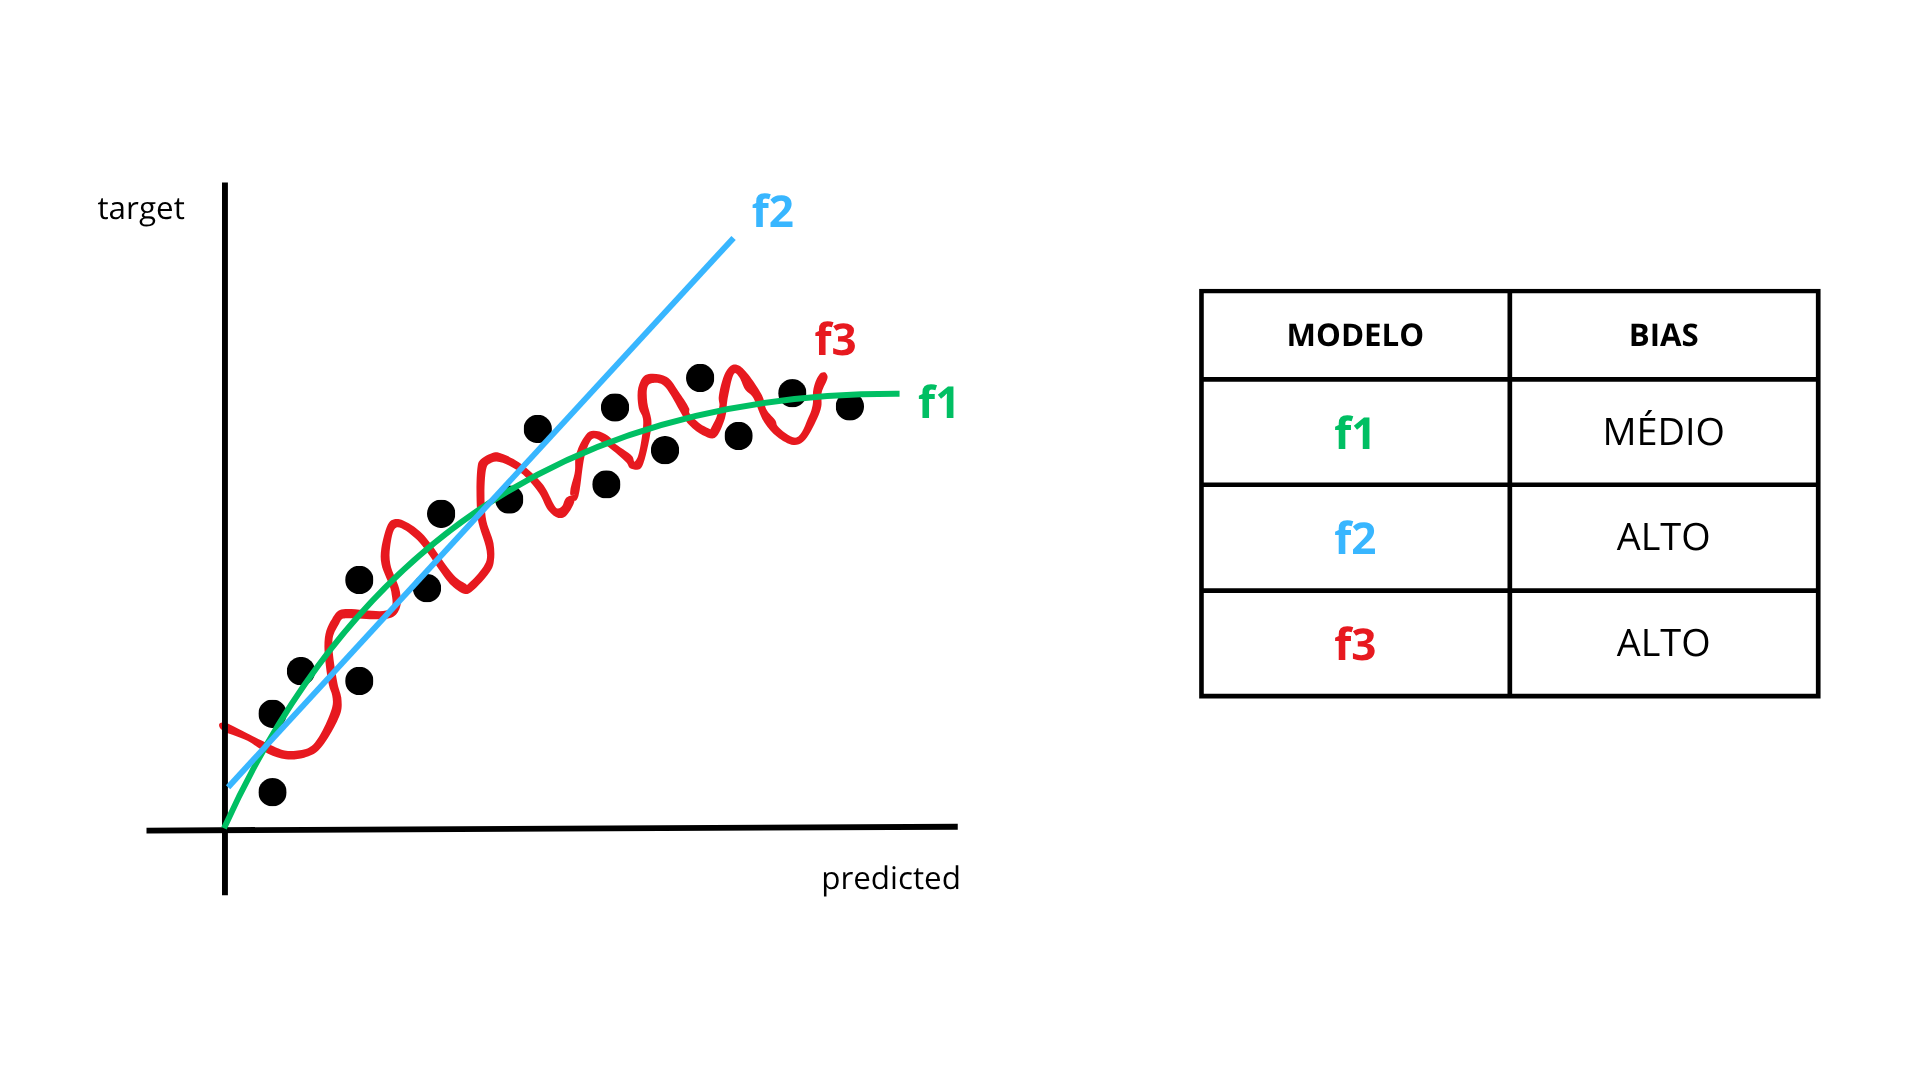 target
f2
f3
f1
predicted
MODELO BIAS
f1 MÉDIO
f2 ALTO
f3 ALTO